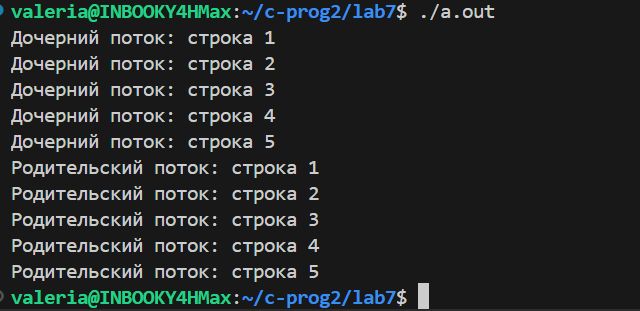 valeria@INBOOKY4HMax:~/c-prog2/lab7$ ./a.out
Дочерний поток: строка 1
Дочерний поток: строка 2
Дочерний поток: строка 3
Дочерний поток: строка 4
Дочерний поток: строка 5
Родительский поток: строка 1
Родительский поток: строка 2
Родительский поток: строка 3
Родительский поток: строка 4
Родительский поток: строка 5
valeria@INBOOKY4HMax:~/c-prog2/lab7$